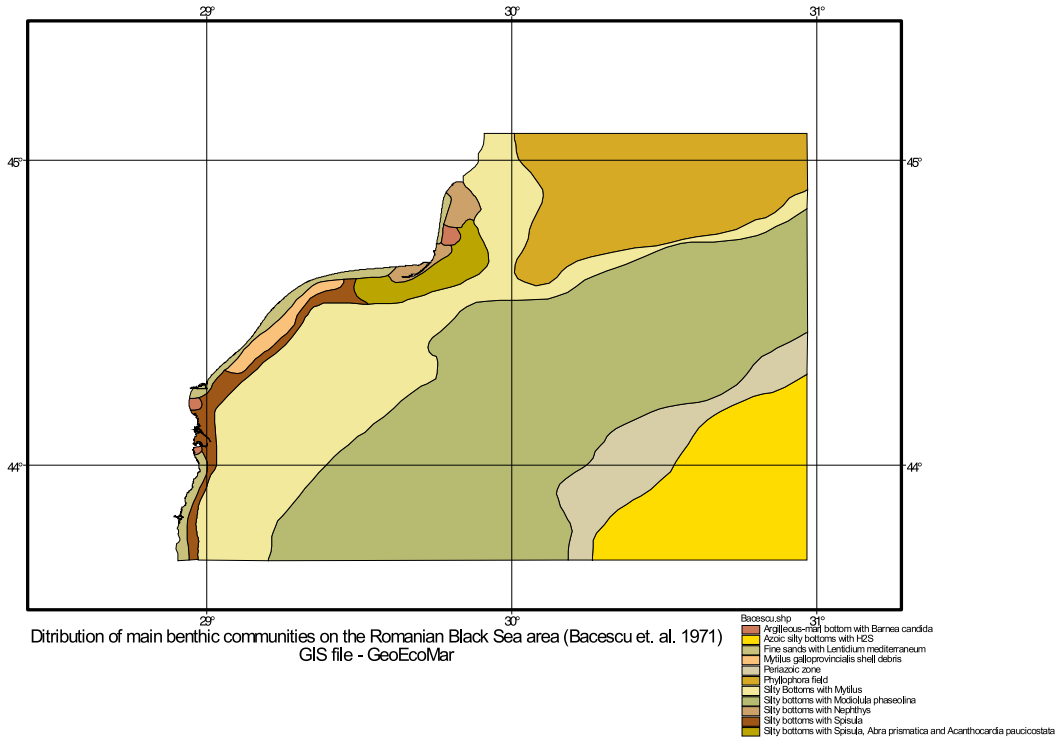 29° 30° 31°
45° 45°
44° 44°
29° 30° 31°
Ditribution of main benthic communities on the Romanian Black Sea area (Bacescu et. al. 1971)
GIS file - GeoEcoMar
Bacescu.shp
Argilleous-marl bottom with Barnea candida
Azoic silty bottoms with H2S
Fine sands with Lentidium mediterraneum
Mytilus galloprovincialis shell debris
Periazoic zone
Phyllophora field
Silty Bottoms with Mytilus
Silty bottoms with Modiolula phaseolina
Silty bottoms with Nephthys
Silty bottoms with Spisula
Silty bottoms with Spisula, Abra prismatica and Acanthocardia paucicostata